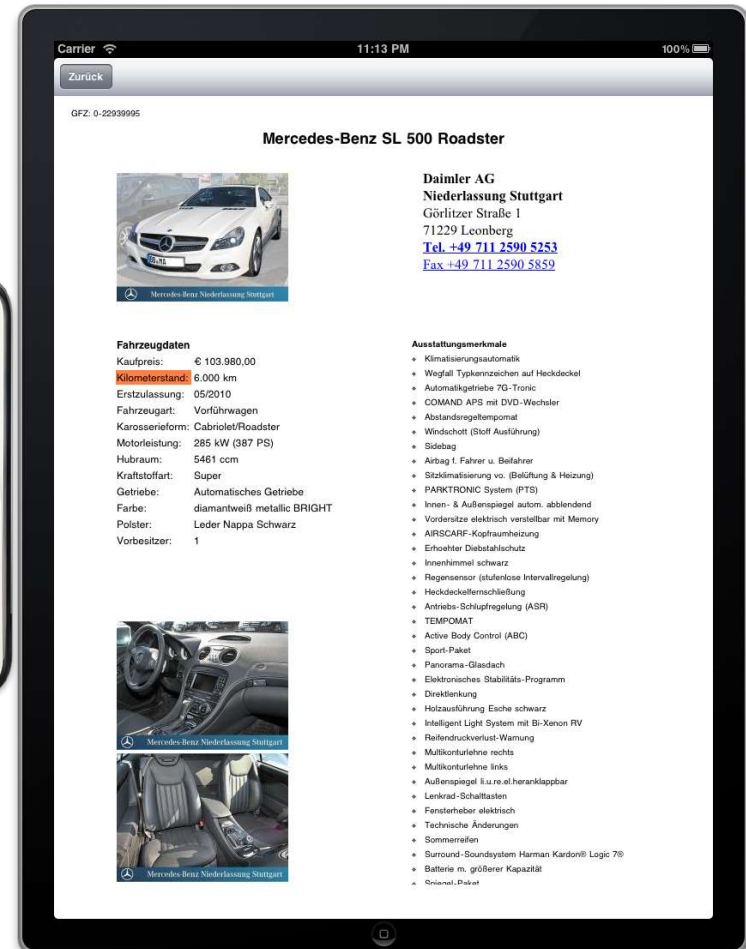 Carrier
11:13 PM
100%
Zurück
GFZ: 0-22939995
Mercedes-Benz SL 500 Roadster
Mercedes-Benz Niederlassung Stuttgart
Daimler AG
Niederlassung Stuttgart
Görlitzer Straße 1
71229 Leonberg
Tel. +49 711 2590 5253
Fax +49 711 2590 5859
Fahrzeugdaten
Kaufpreis: € 103.980,00
Kilometerstand: 6.000 km
Erstzulassung: 05/2010
Fahrzeugart: Vorführwagen
Karosserieform: Cabriolet/Roadster
Motorleistung: 285 kW (387 PS)
Hubraum: 5461 ccm
Kraftstoffart: Super
Getriebe: Automatisches Getriebe
Farbe: diamantweiß metallic BRIGHT
Polster: Leder Nappa Schwarz
Vorbesitzer: 1
Mercedes-Benz Niederlassung Stuttgart
Mercedes-Benz Niederlassung Stuttgart
Ausstattungsmerkmale
Klimatisierungsautomatik
Wegfall Typkennzeichen auf Heckdeckel
Automatikgetriebe 7G-Tronic
COMAND APS mit DVD-Wechsler
Abstandsregeltempomat
Windschott (Stoff Ausführung)
Sidebag
Airbag f. Fahrer u. Beifahrer
Sitzklimatisierung vo. (Belüftung & Heizung)
PARKTRONIC System (PTS)
Innen- & Außenspiegel autom. abblendend
Vordersitze elektrisch verstellbar mit Memory
AIRSCARF-Kopfraumheizung
Erhoehter Diebstahlschutz
Innenhimmel schwarz
Regensensor (stufenlose Intervallregelung)
Heckdeckelfernschließung
Antriebs-Schlupfregelung (ASR)
TEMPOMAT
Active Body Control (ABC)
Sport-Paket
Panorama-Glasdach
Elektronisches Stabilitäts-Programm
Direktlenkung
Holzausführung Esche schwarz
Intelligent Light System mit Bi-Xenon RV
Reifendruckverlust-Warnung
Multikonturlehne rechts
Multikonturlehne links
Außenspiegel li.u.re.el.heranklappbar
Lenkrad-Schalttasten
Fensterheber elektrisch
Technische Änderungen
Sommerreifen
Surround-Soundsystem Harman Kardon® Logic 7®
Batterie m. größerer Kapazität
Spiegel-Paket